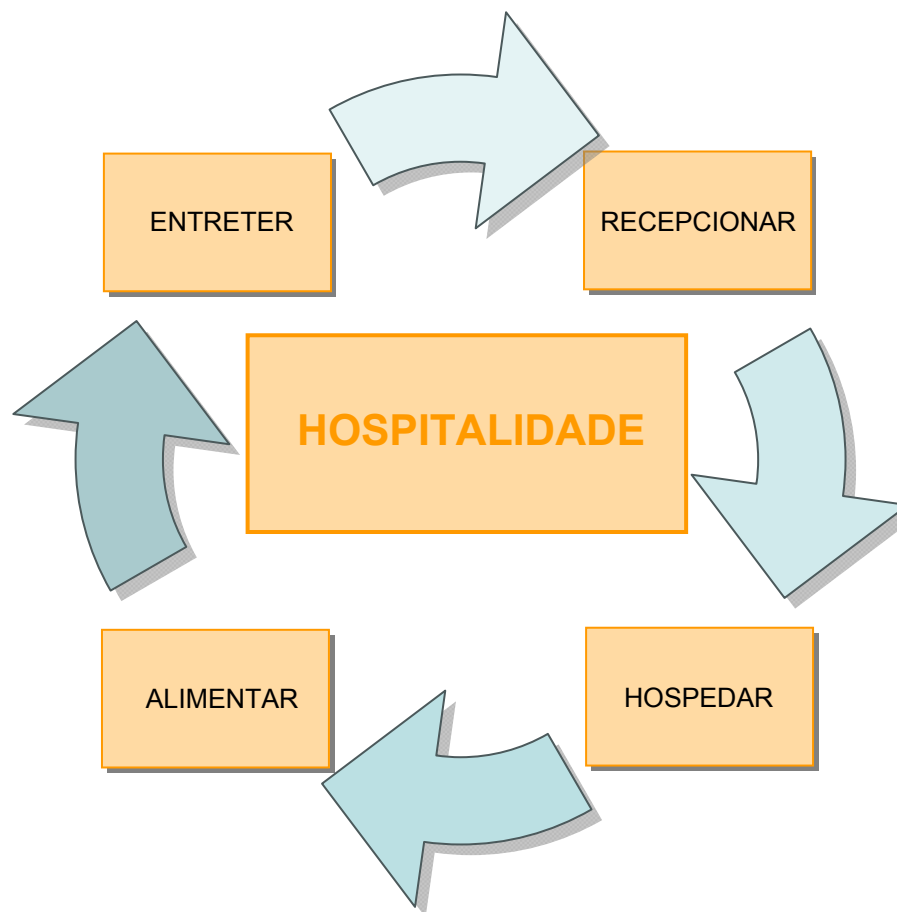 ENTRETER
RECEPCIONAR
HOSPITALIDADE
ALIMENTAR
HOSPEDAR